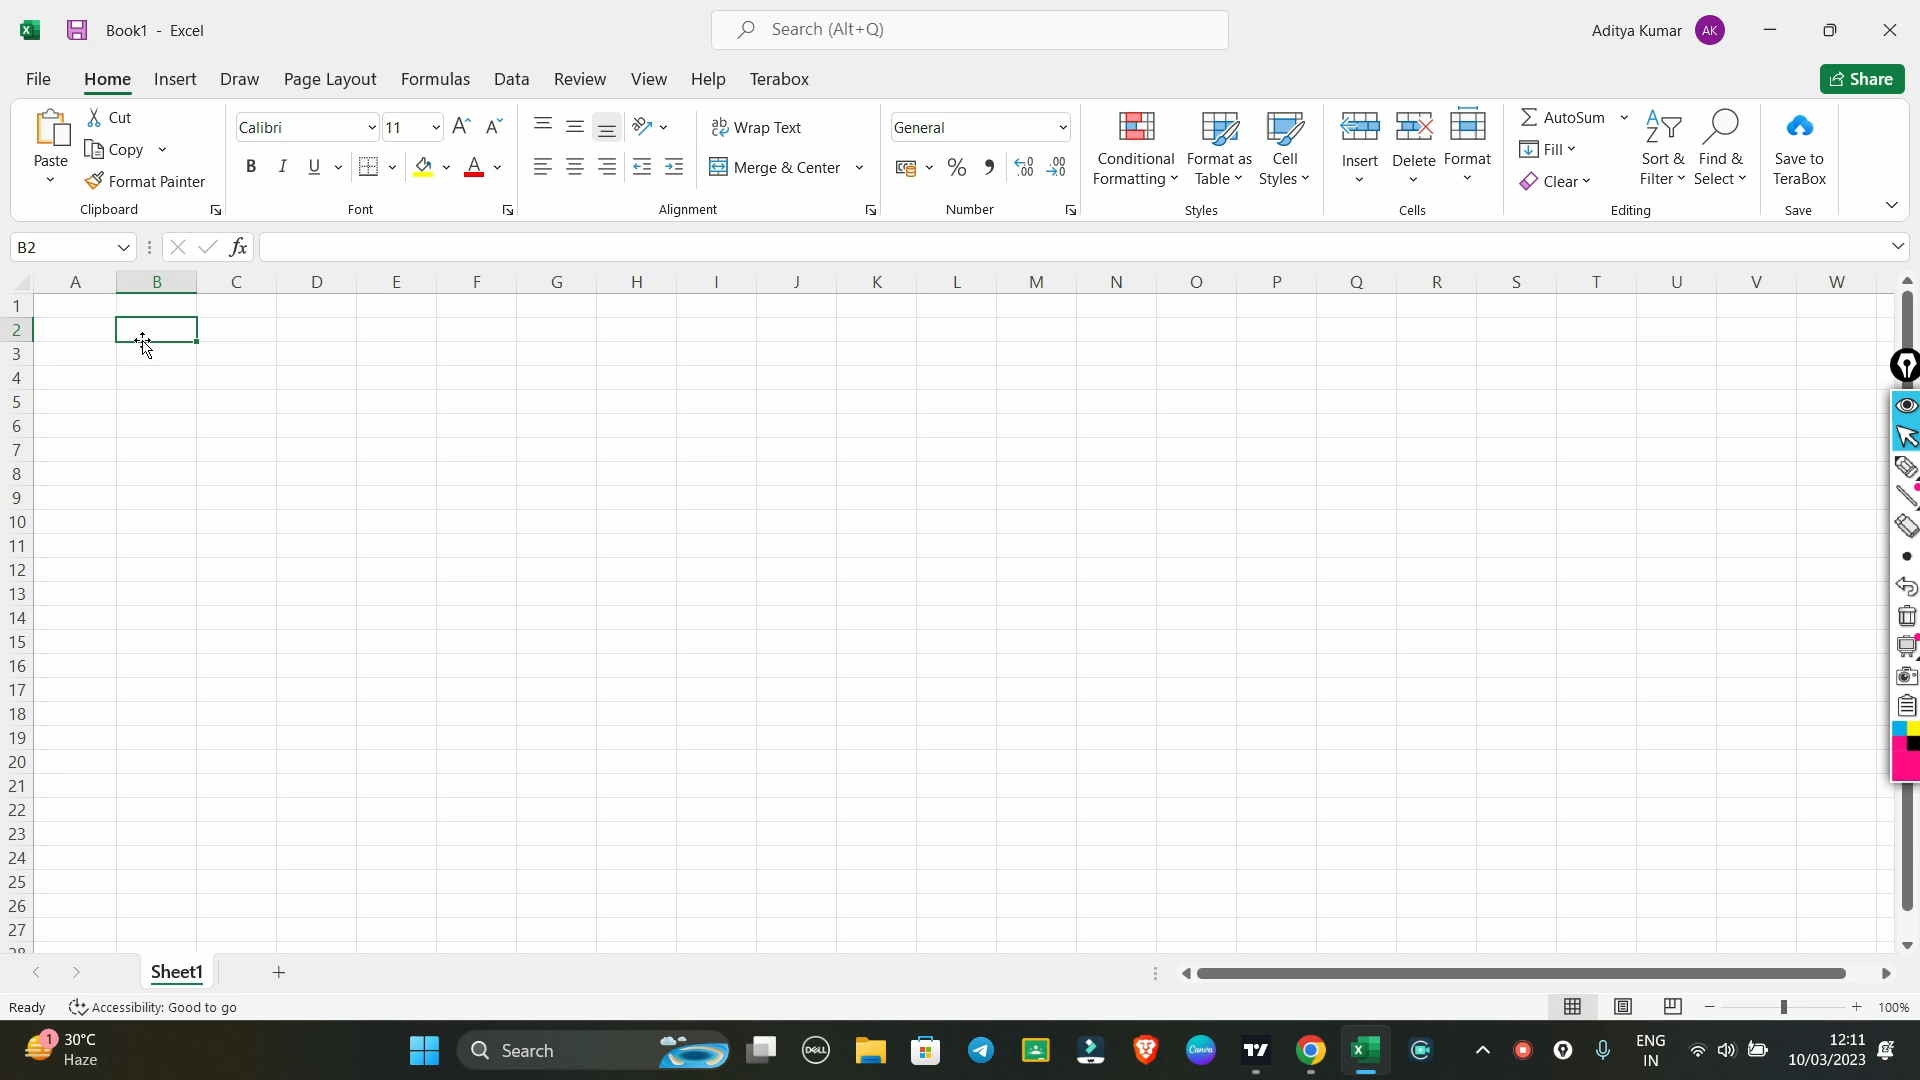 Book1 - Excel
Search (Alt+Q)
Aditya Kumar AK
File Home Insert Draw Page Layout Formulas Data Review View Help Terabox
Share
Paste
Cut
Copy
Format Painter
Clipboard
Calibri 11
B I U
Font
Wrap Text
Merge & Center
Alignment
General
Number
Conditional Formatting
Format as Table
Cell Styles
Styles
Insert Delete Format
Cells
AutoSum
Fill
Clear
Sort & Filter
Find & Select
Editing
Save to TeraBox
Save
B2 fx
A B C D E F G H I J K L M N O P Q R S T U V W
1
2
3
4
5
6
7
8
9
10
11
12
13
14
15
16
17
18
19
20
21
22
23
24
25
26
27
28
Sheet1
Ready Accessibility: Good to go
100%
1 30°C
Haze
Search
DELL
Canva
ENG
IN
12:11
10/03/2023